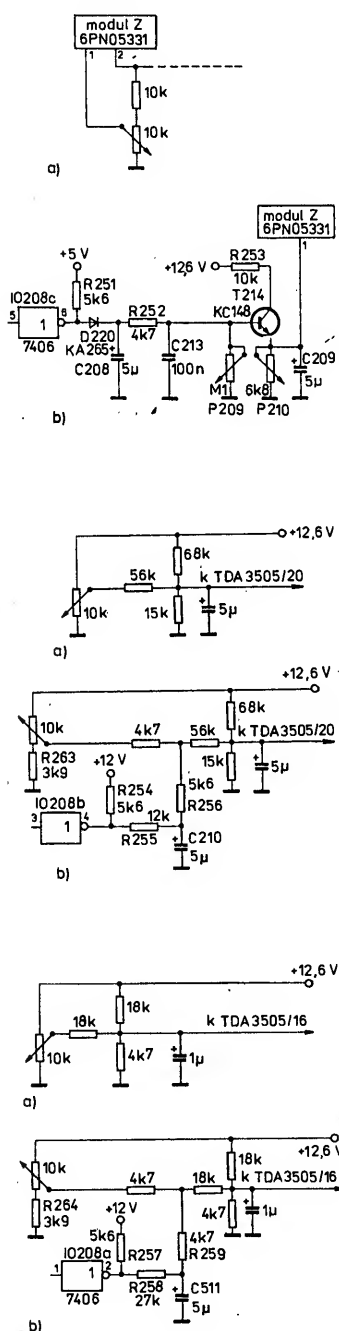 modul Z
6PN05331
1 2
10k
10k
a)
modul Z
6PN05331
1
+5 V
+12,6 V
R253
10k
T214
KC148
IO208c
R251
5k6
5 1 6
7406
D220
KA265
R252
4k7
C208
5µ
C213
100n
M1
P209
6k8
P210
C209
5µ
b)
+12,6 V
68k
56k
k TDA3505/20
10k
15k
5µ
a)
+12,6 V
68k
10k
4k7
56k
k TDA3505/20
R263
3k9
+12 V
15k
5µ
IO208b
R254
5k6
5k6
R256
3 1 4
12k
R255
C210
5µ
b)
+12,6 V
18k
18k
k TDA3505/16
10k
4k7
1µ
a)
+12,6 V
18k
10k
4k7
18k
k TDA3505/16
R264
3k9
+12 V
4k7
1µ
IO208a
5k6
R257
4k7
R259
1 1 2
7406
R258
27k
C511
5µ
b)